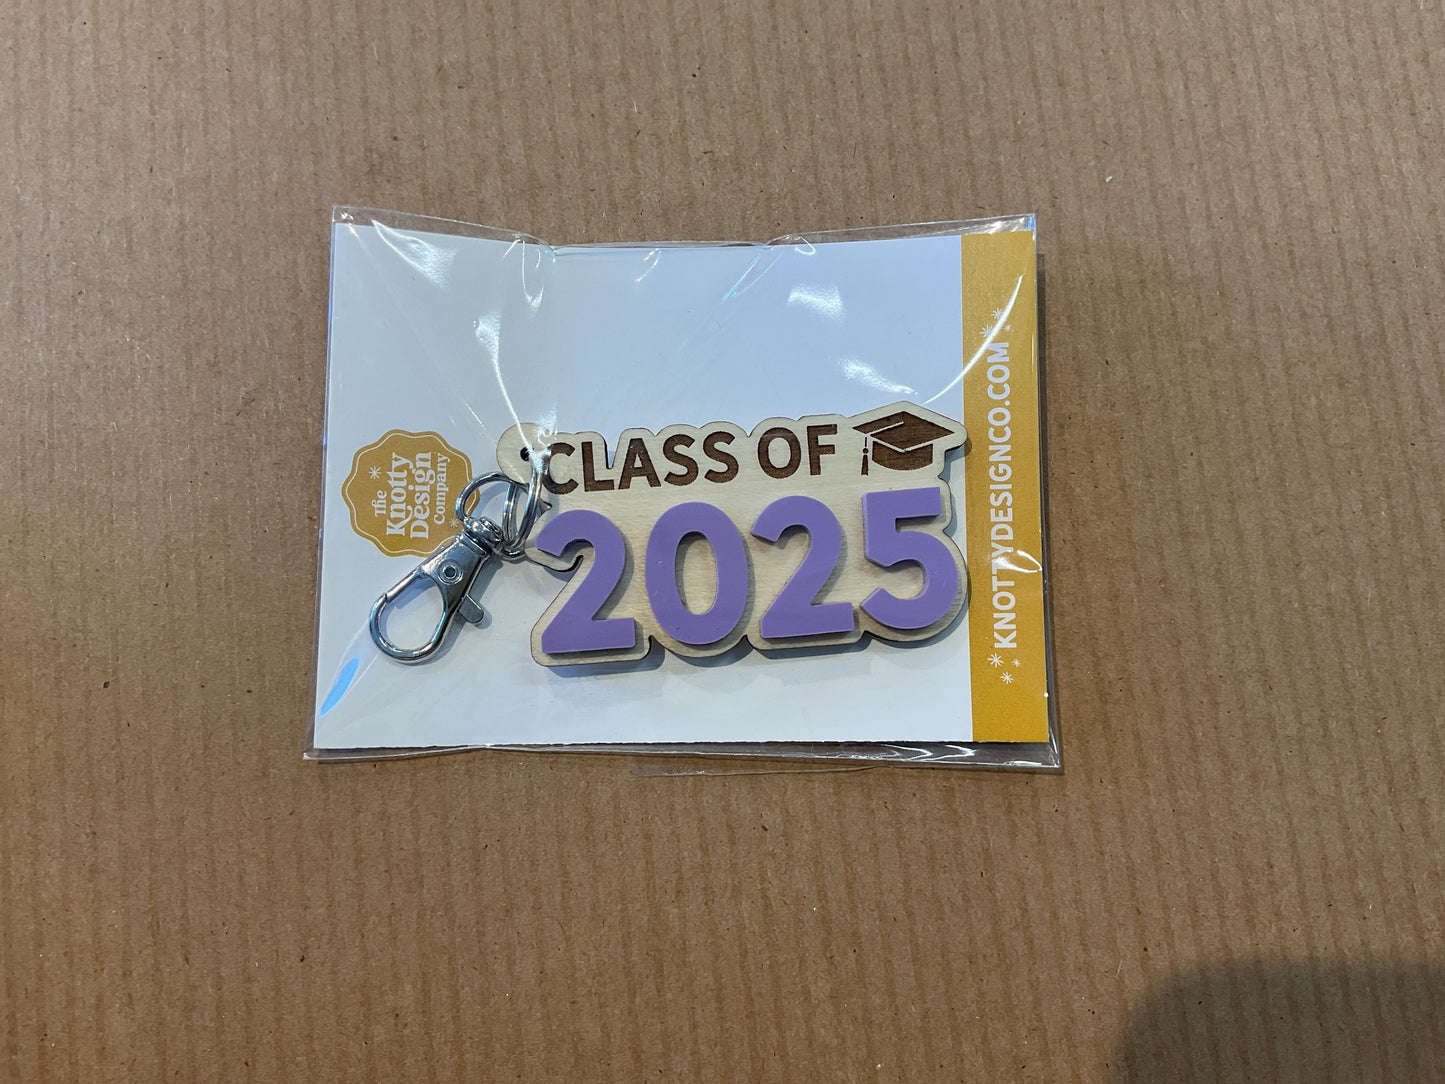 The
Knotty
Design
Company
CLASS OF
2025
KNOTTYDESIGNCO.COM